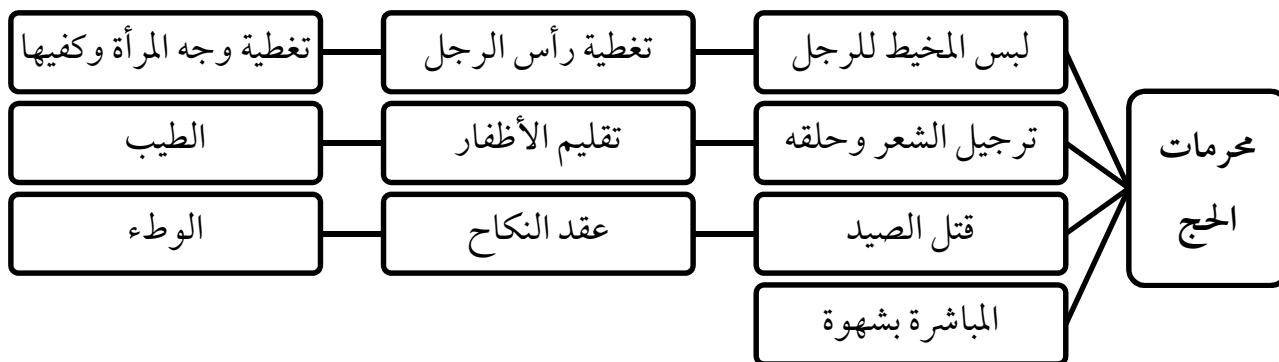 محرمات
الحج
لبس المخيط للرجل
تغطية رأس الرجل
تغطية وجه المرأة وكفيها
ترجيل الشعر وحلقه
تقليم الأظفار
الطيب
قتل الصيد
عقد النكاح
الوطء
المباشرة بشهوة